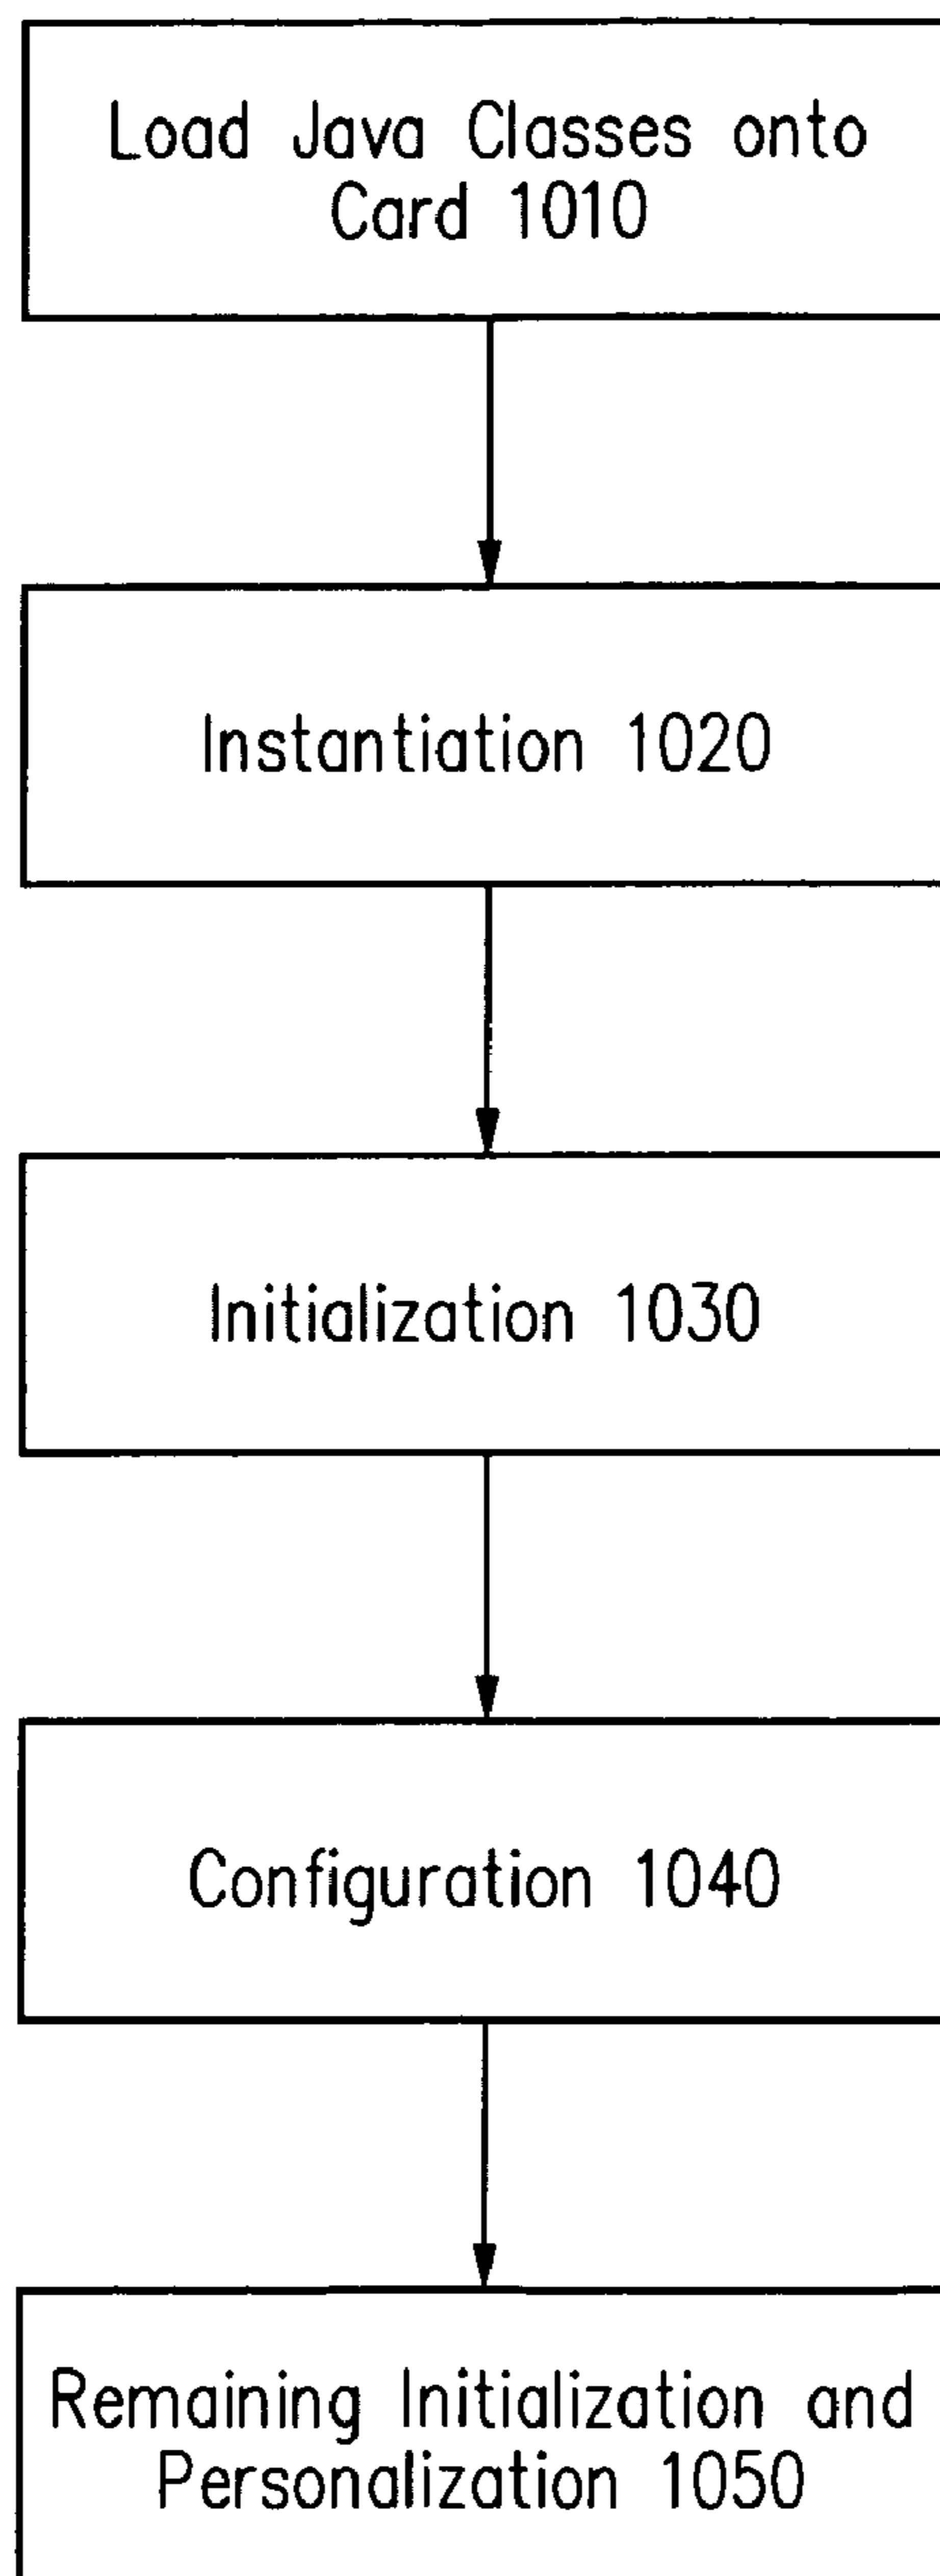 Load Java Classes onto
Card 1010
Instantiation 1020
Initialization 1030
Configuration 1040
Remaining Initialization and
Personalization 1050